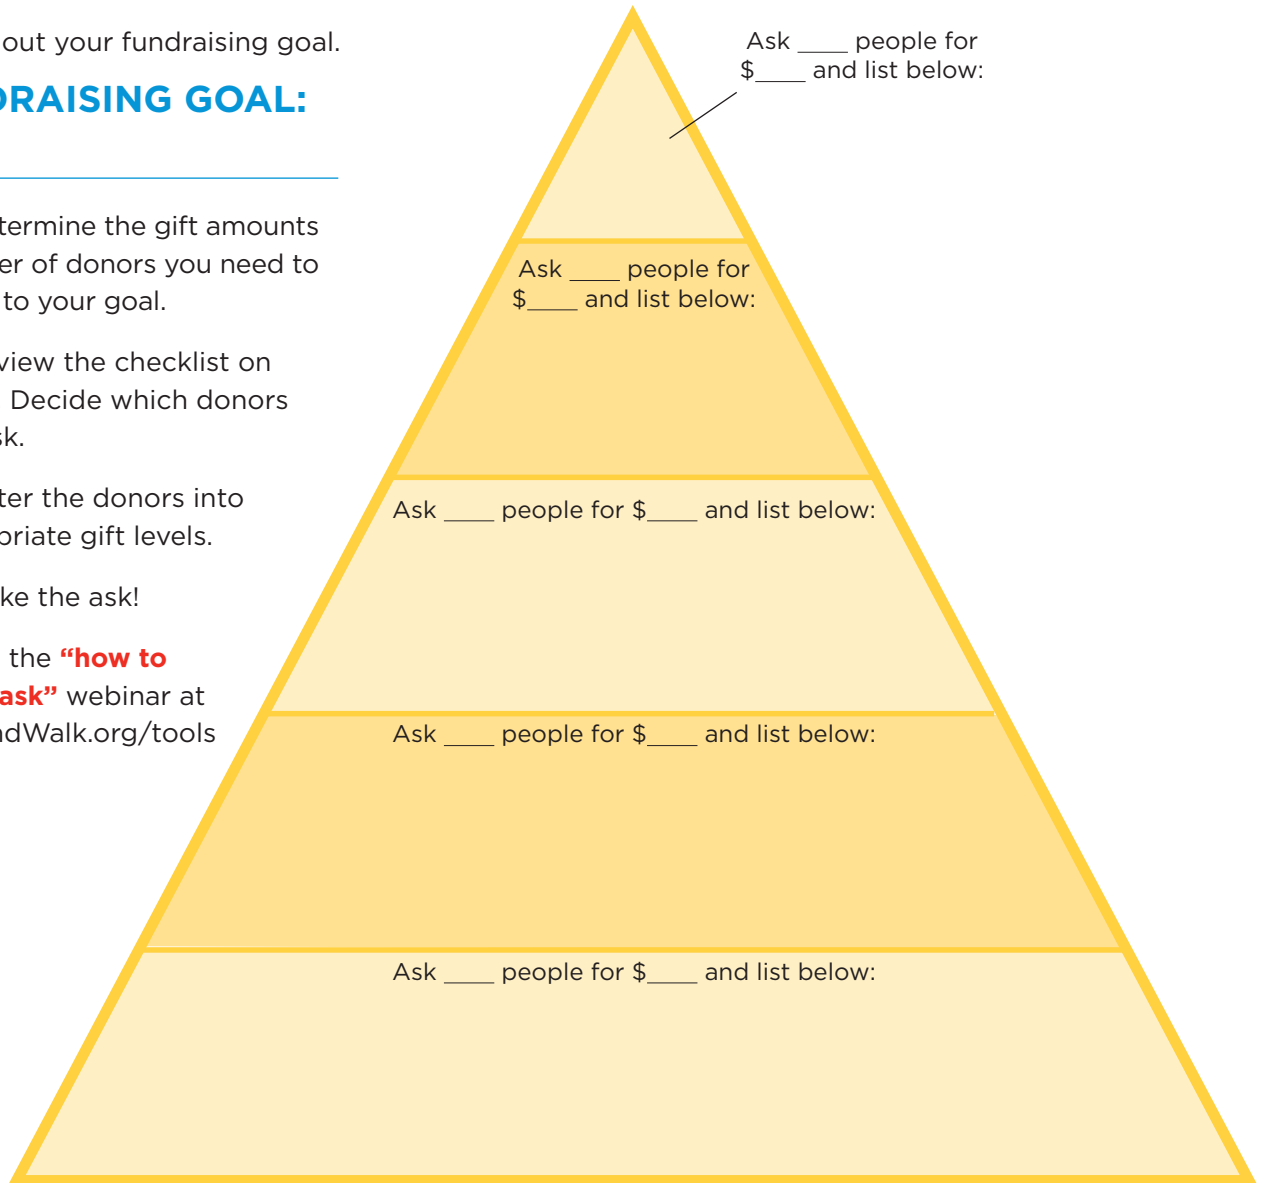 out your fundraising goal.
RAISING GOAL:
termine the gift amounts
er of donors you need to
to your goal.
view the checklist on
Decide which donors
sk.
ter the donors into
priate gift levels.
ke the ask!
the “how to
ask” webinar at
ndWalk.org/tools
Ask ____ people for
$____ and list below:
Ask ____ people for
$____ and list below:
Ask ____ people for $____ and list below:
Ask ____ people for $____ and list below:
Ask ____ people for $____ and list below: